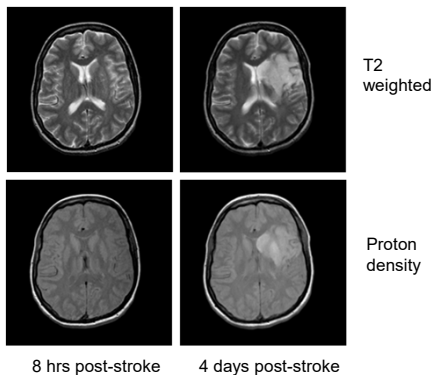 T2
weighted
Proton
density
8 hrs post-stroke
4 days post-stroke